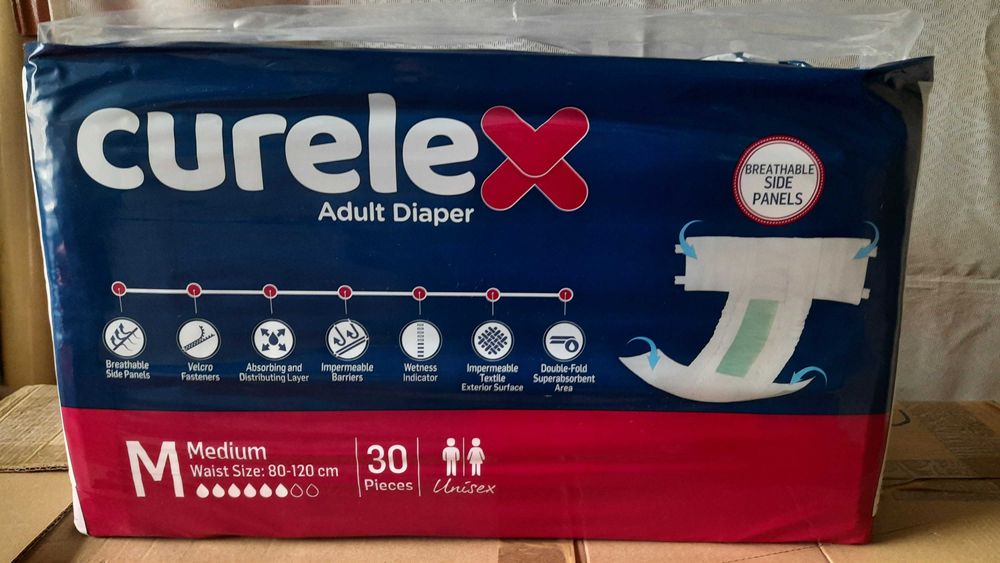 curelex
Adult Diaper
BREATHABLE
SIDE
PANELS
Breathable
Side Panels
Velcro
Fasteners
Absorbing and
Distributing Layer
Impermeable
Barriers
Wetness
Indicator
Impermeable
Textile
Exterior Surface
Double-Fold
Superabsorbent
Area
M
Medium
Waist Size: 80-120 cm
30
Pieces
Unisex